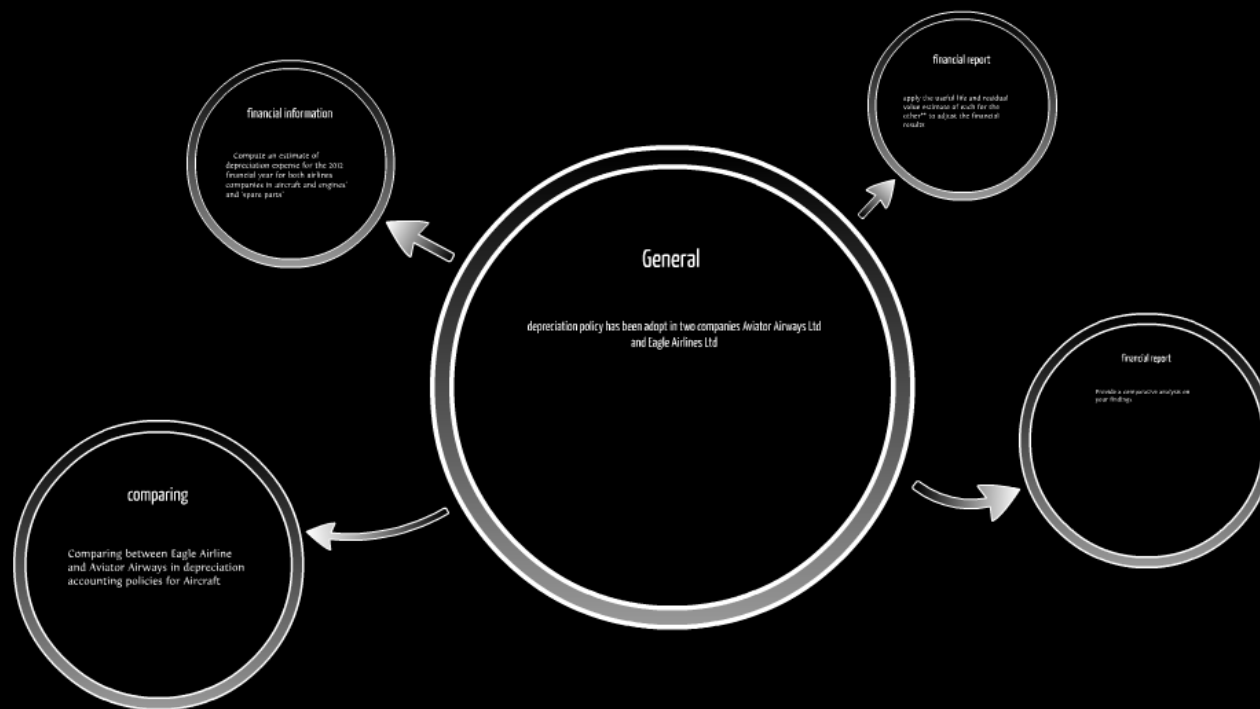 financial information
Compute an estimate of
depreciation expense for the 2012
financial year for both airlines
companies in aircraft and engines'
and 'spare parts'
financial report
apply the useful life and residual
value estimate of each for the
other** to adjust the financial
results
General
depreciation policy has been adopt in two companies Aviator Airways Ltd
and Eagle Airlines Ltd
financial report
Provide a comparative analysis on
your findings
comparing
Comparing between Eagle Airline
and Aviator Airways in depreciation
accounting policies for Aircraft